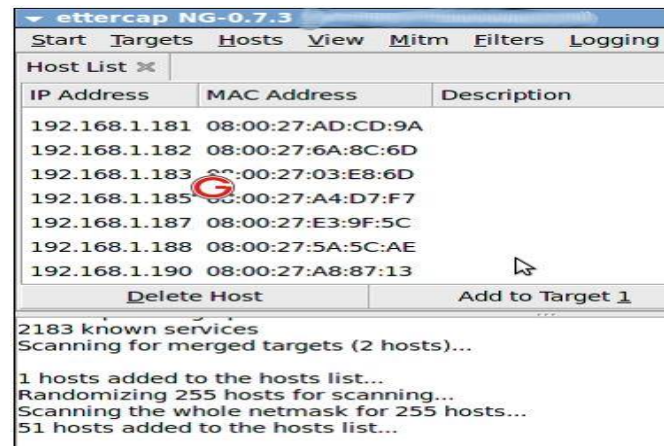 ettercap NG-0.7.3
Start Targets Hosts View Mitm Filters Logging
Host List
IP Address MAC Address Description
192.168.1.181 08:00:27:AD:CD:9A
192.168.1.182 08:00:27:6A:8C:6D
192.168.1.183 :00:27:03:E8:6D
192.168.1.185 :00:27:A4:D7:F7
192.168.1.187 08:00:27:E3:9F:5C
192.168.1.188 08:00:27:5A:5C:AE
192.168.1.190 08:00:27:A8:87:13
Delete Host Add to Target 1
2183 known services
Scanning for merged targets (2 hosts)...
1 hosts added to the hosts list...
Randomizing 255 hosts for scanning...
Scanning the whole netmask for 255 hosts...
51 hosts added to the hosts list...